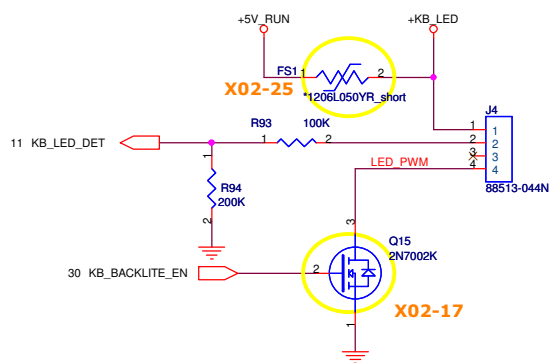 +5V_RUN
+KB_LED
FS1
1
2
X02-25
*1206L050YR_short
J4
R93
100K
1
1
11 KB_LED_DET
1
2
2
2
3
3
LED_PWM
4
4
88513-044N
1
R94
200K
2
3
Q15
2N7002K
30 KB_BACKLITE_EN
2
X02-17
1